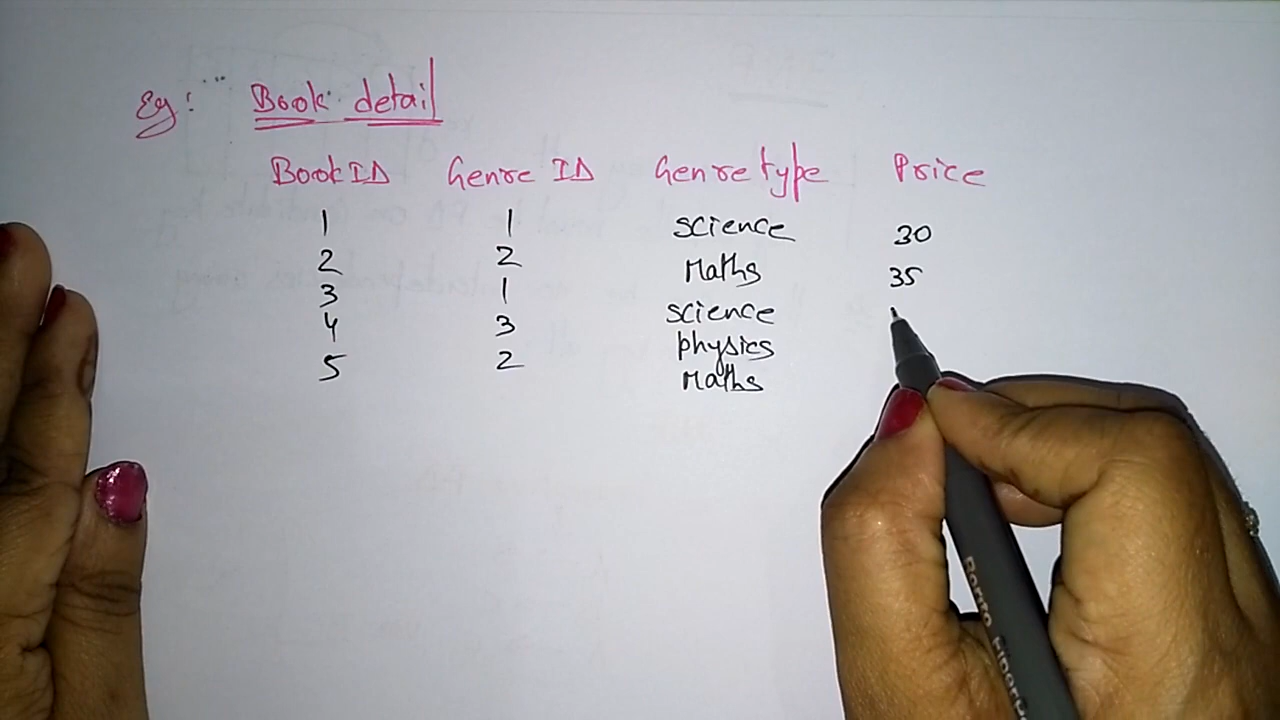 Eg: Book detail
Book ID Genre ID Genre type Price
1 1 science 30
2 2 Maths 35
3 1 science
4 3 physics
5 2 Maths